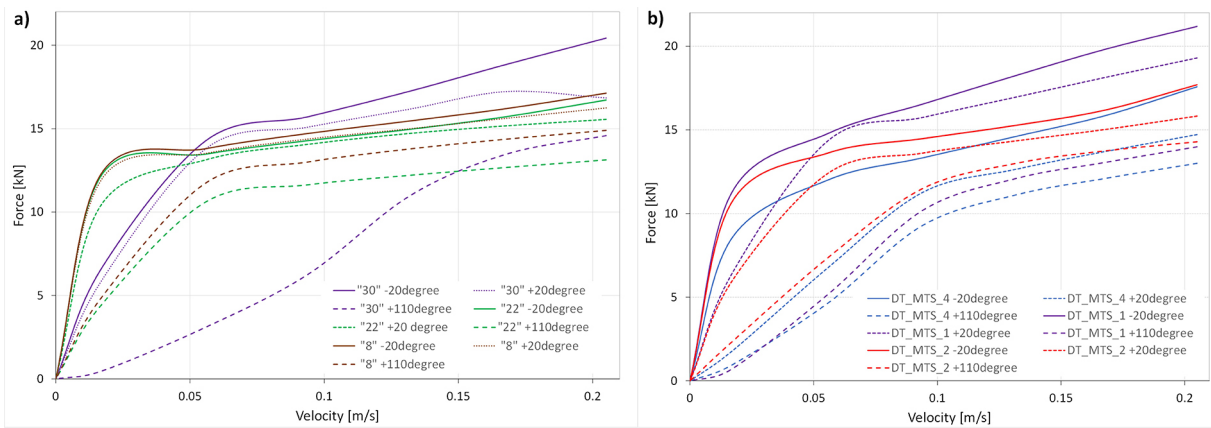 a)
20
15
10
5
0
Force [kN]
0
0.05
0.1
0.15
0.2
Velocity [m/s]
"30" -20degree
"30" +20degree
"30" +110degree
"22" -20degree
"22" +20 degree
"22" +110degree
"8" -20degree
"8" +20degree
"8" +110degree
b)
20
15
10
5
0
Force [kN]
0
0.05
0.1
0.15
0.2
Velocity [m/s]
DT_MTS_4 -20degree
DT_MTS_4 +20degree
DT_MTS_4 +110degree
DT_MTS_1 -20degree
DT_MTS_1 +20degree
DT_MTS_1 +110degree
DT_MTS_2 -20degree
DT_MTS_2 +20degree
DT_MTS_2 +110degree